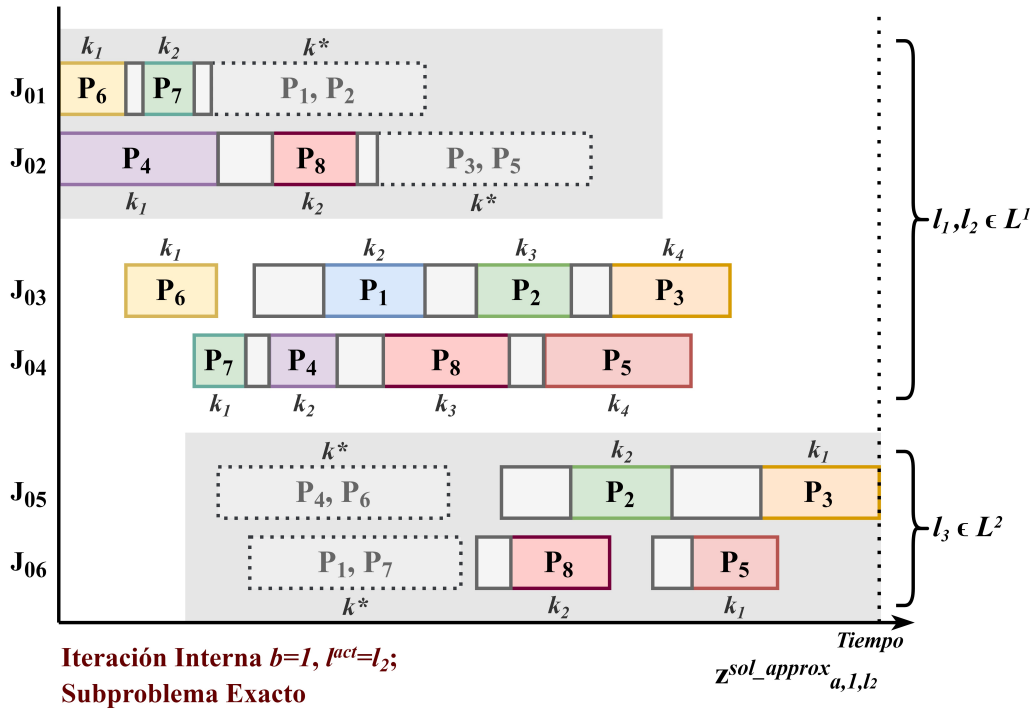 k1 k2 k*
J01 P6 P7 P1, P2
J02 P4 P8 P3, P5
k1 k2 k*
l1,l2 ϵ L1
k1 k2 k3 k4
J03 P6 P1 P2 P3
J04 P7 P4 P8 P5
k1 k2 k3 k4
k* k2 k1
J05 P4, P6 P2 P3
l3 ϵ L2
J06 P1, P7 P8 P5
k* k2 k1
Tiempo
Iteración Interna b=1, lact=l2;
Subproblema Exacto
zsol_approxa,1,l2